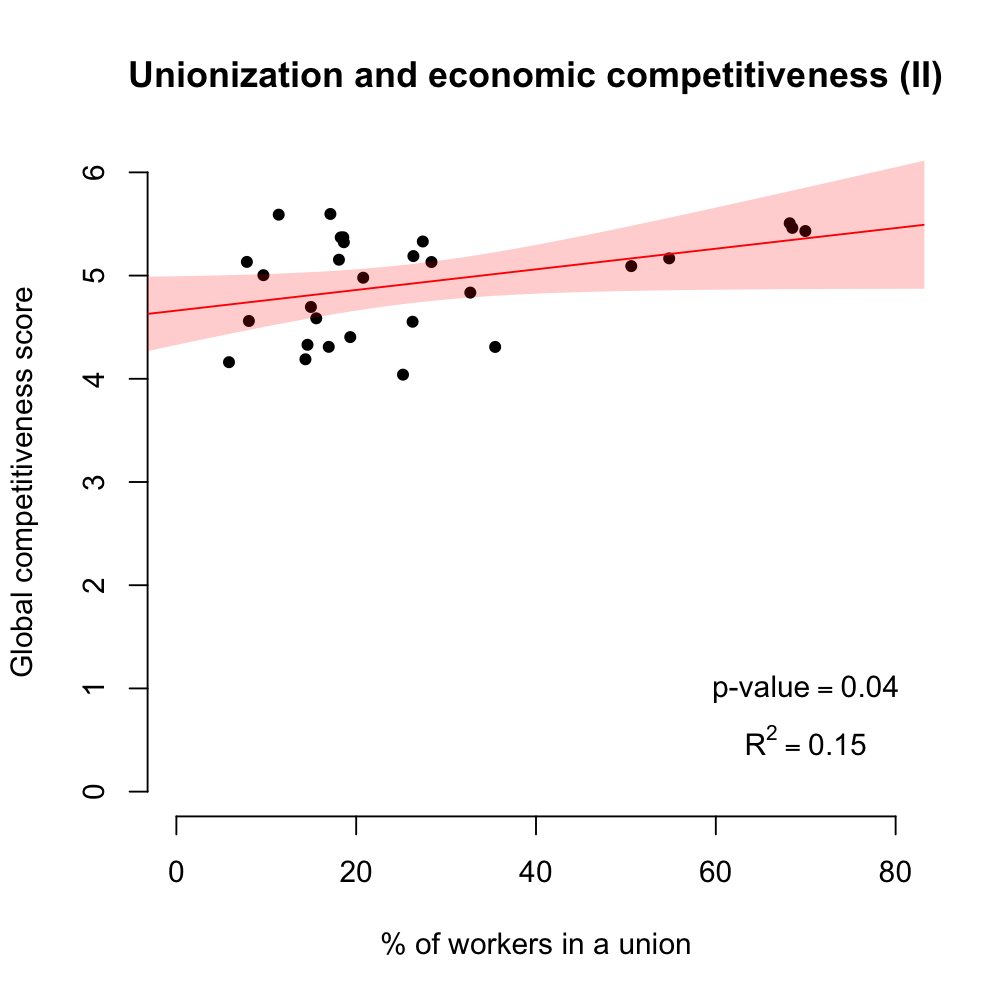 Unionization and economic competitiveness (II)
Global competitiveness score
6
5
4
3
2
1
0
p-value = 0.04
R² = 0.15
0 20 40 60 80
% of workers in a union